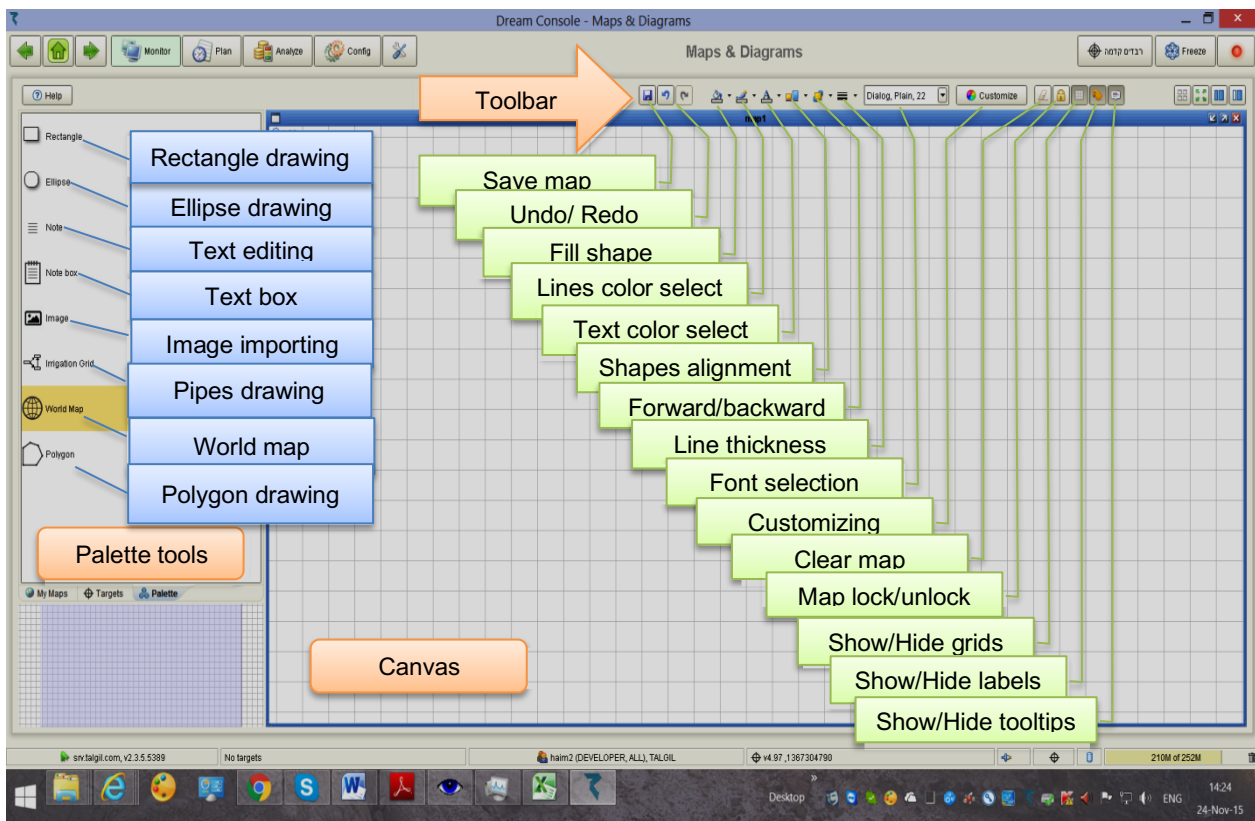 Dream Console - Maps & Diagrams
Monitor
Plan
Analyze
Config
Maps & Diagrams
רבדים קדמה
Freeze
Help
Toolbar
Dialog, Plain, 22
Customize
map1
Rectangle
Ellipse
Note
Note box
Image
Irrigation Grid
World Map
Polygon
Rectangle drawing
Ellipse drawing
Text editing
Text box
Image importing
Pipes drawing
World map
Polygon drawing
Palette tools
My Maps
Targets
Palette
Save map
Undo/ Redo
Fill shape
Lines color select
Text color select
Shapes alignment
Forward/backward
Line thickness
Font selection
Customizing
Clear map
Map lock/unlock
Show/Hide grids
Show/Hide labels
Show/Hide tooltips
Canvas
srv.talgil.com, v2.3.5.5389
No targets
haim2 (DEVELOPER, ALL), TALGIL
v4.97 ,1367304790
210M of 252M
Desktop
ENG
14:24
24-Nov-15